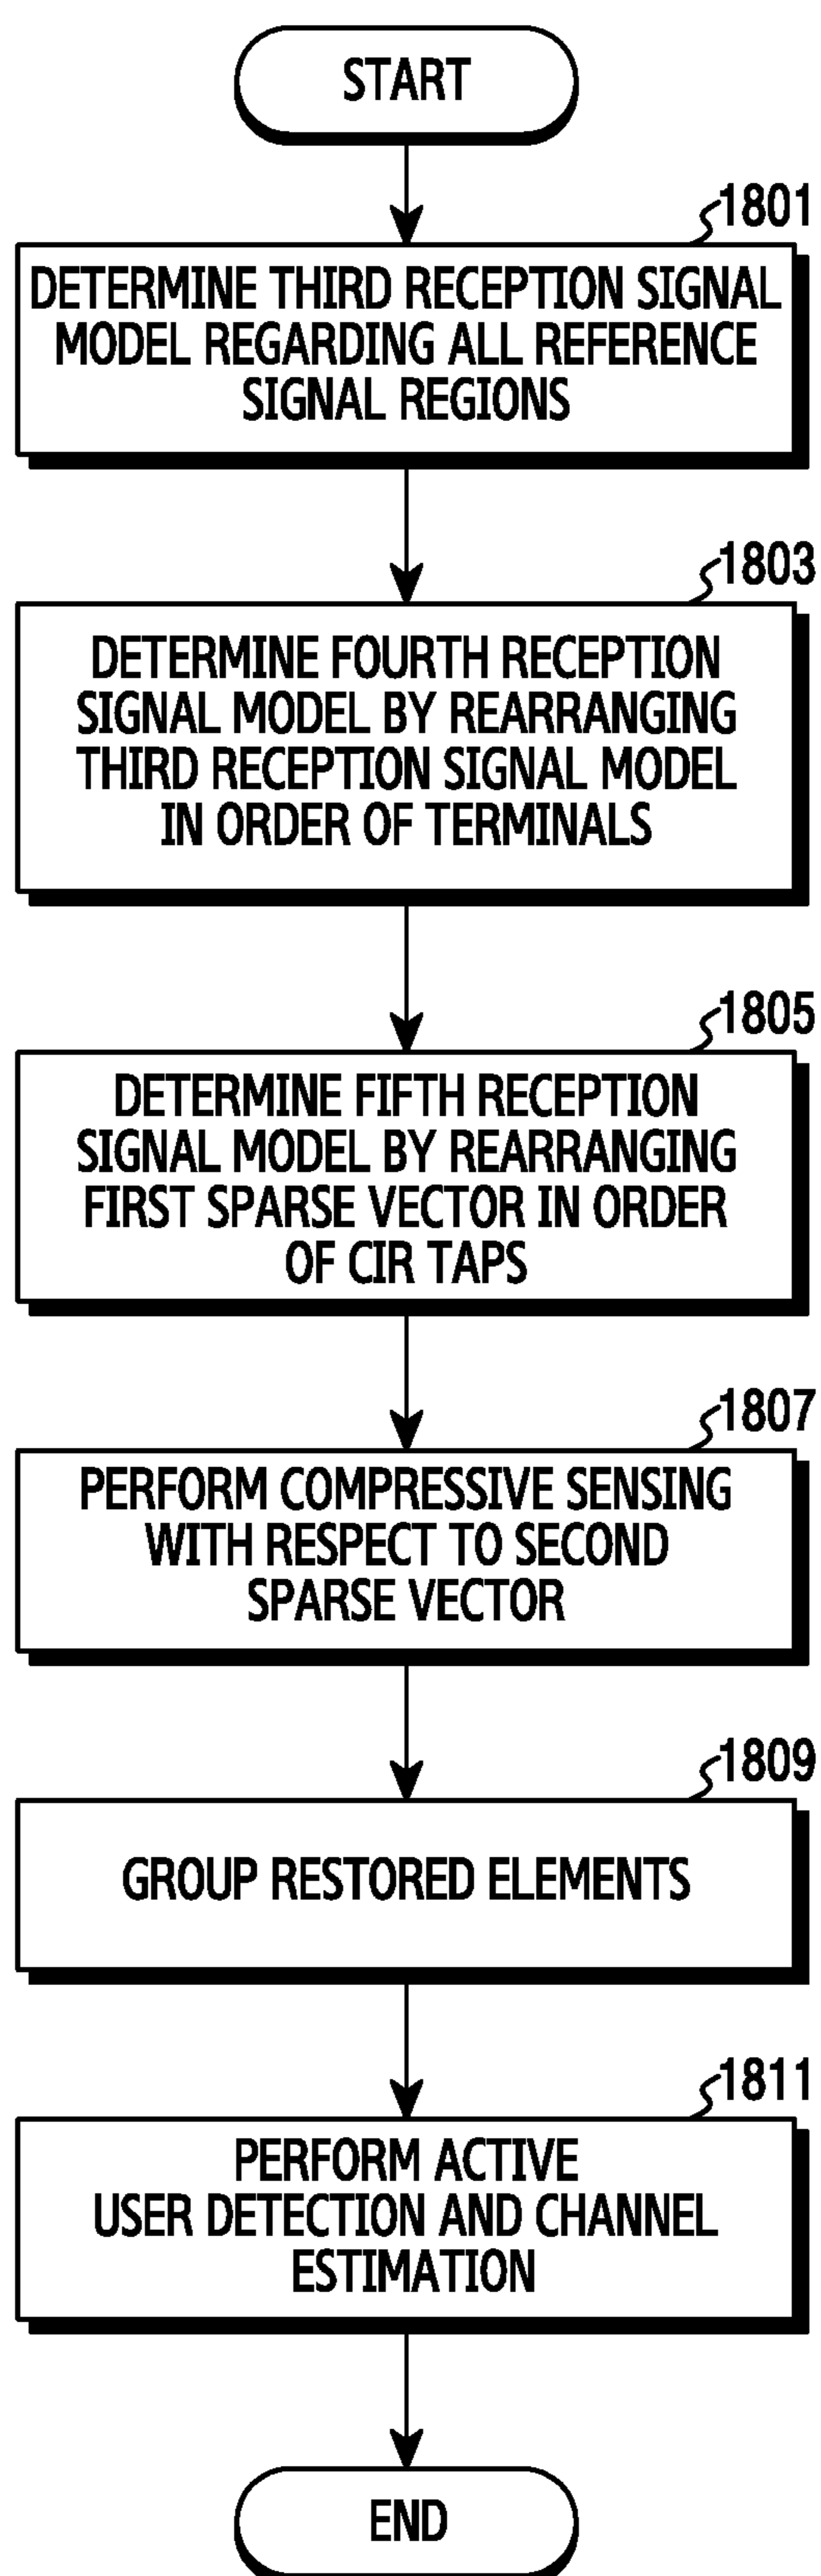 START
1801
DETERMINE THIRD RECEPTION SIGNAL
MODEL REGARDING ALL REFERENCE
SIGNAL REGIONS
1803
DETERMINE FOURTH RECEPTION
SIGNAL MODEL BY REARRANGING
THIRD RECEPTION SIGNAL MODEL
IN ORDER OF TERMINALS
1805
DETERMINE FIFTH RECEPTION
SIGNAL MODEL BY REARRANGING
FIRST SPARSE VECTOR IN ORDER
OF CIR TAPS
1807
PERFORM COMPRESSIVE SENSING
WITH RESPECT TO SECOND
SPARSE VECTOR
1809
GROUP RESTORED ELEMENTS
1811
PERFORM ACTIVE
USER DETECTION AND CHANNEL
ESTIMATION
END